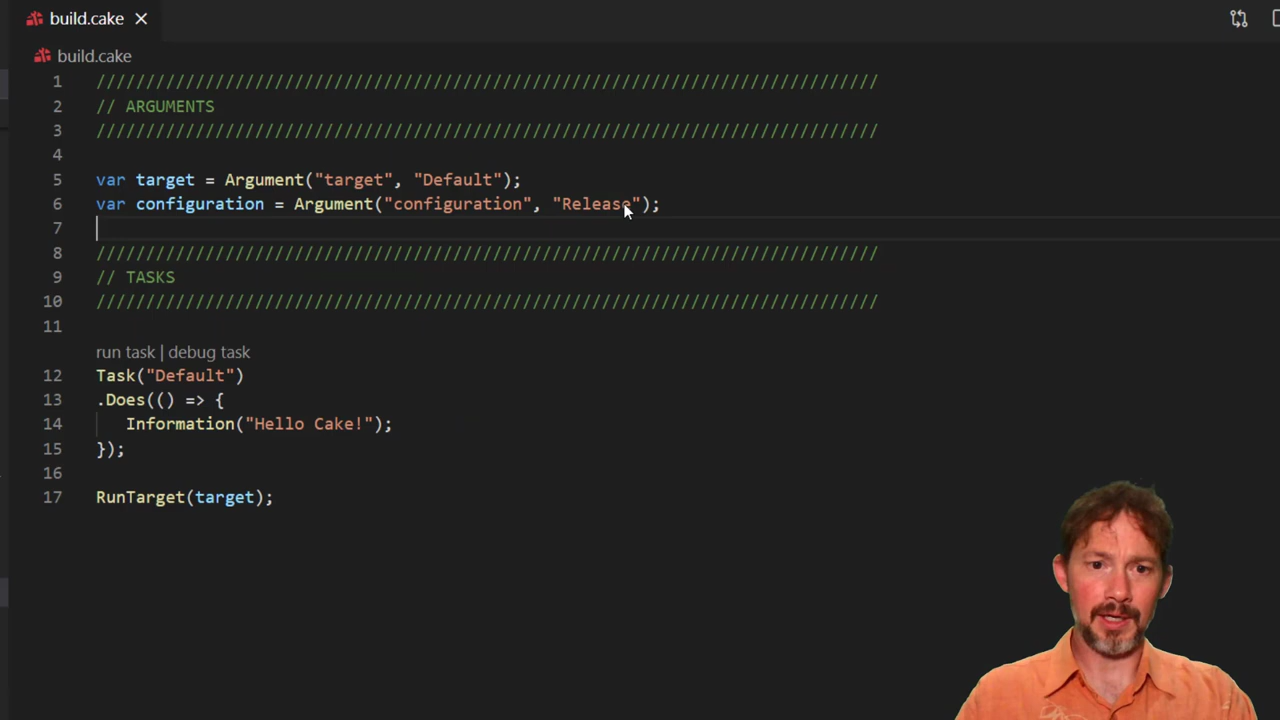 build.cake
build.cake
1 ////////////////////////////////////////////////////////////////////////////////
2 // ARGUMENTS
3 ////////////////////////////////////////////////////////////////////////////////
4
5 var target = Argument("target", "Default");
6 var configuration = Argument("configuration", "Release");
7
8 ////////////////////////////////////////////////////////////////////////////////
9 // TASKS
10 ////////////////////////////////////////////////////////////////////////////////
11
run task | debug task
12 Task("Default")
13 .Does(() => {
14 Information("Hello Cake!");
15 });
16
17 RunTarget(target);